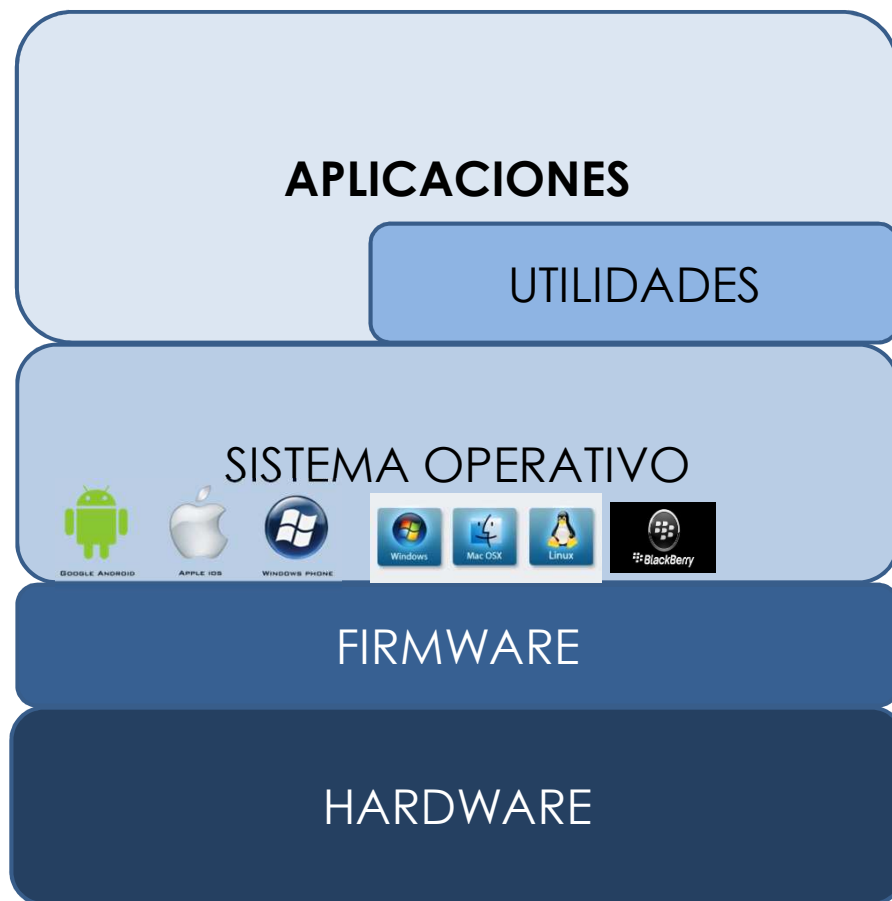 APLICACIONES
UTILIDADES
SISTEMA OPERATIVO
GOOGLE ANDROID
APPLE IOS
WINDOWS PHONE
Windows
Mac OSX
Linux
BlackBerry
FIRMWARE
HARDWARE